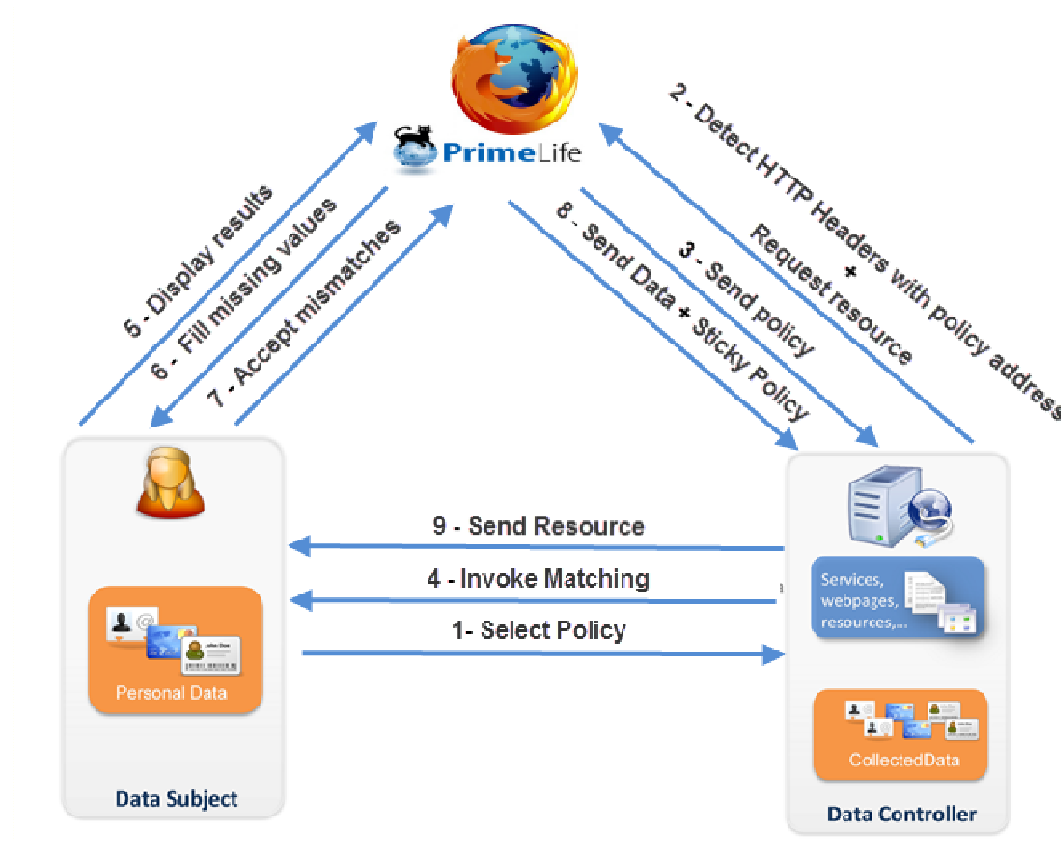 PrimeLife
2 - Detect HTTP Headers with policy address
+
Request resource
3 - Send policy
8 - Send Data + Sticky Policy
5 - Display results
6 - Fill missing values
7 - Accept mismatches
9 - Send Resource
4 - Invoke Matching
1- Select Policy
Personal Data
Data Subject
Services,
webpages,
resources,...
CollectedData
Data Controller